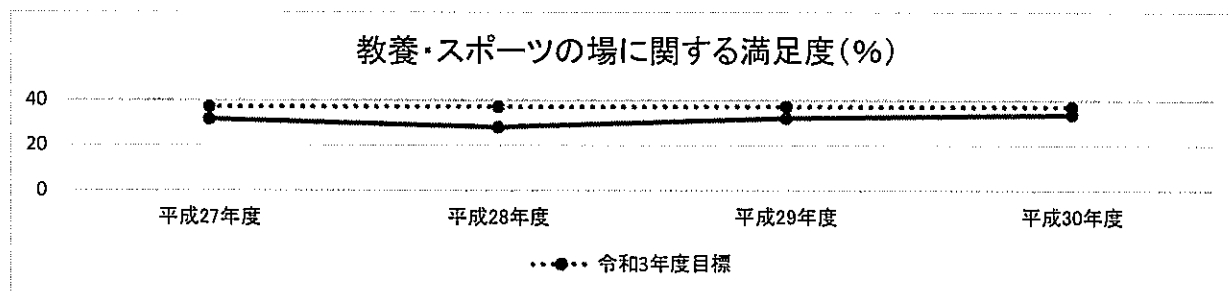 教養・スポーツの場に関する満足度(%)
40
20
0
平成27年度 平成28年度 平成29年度 平成30年度
令和3年度目標